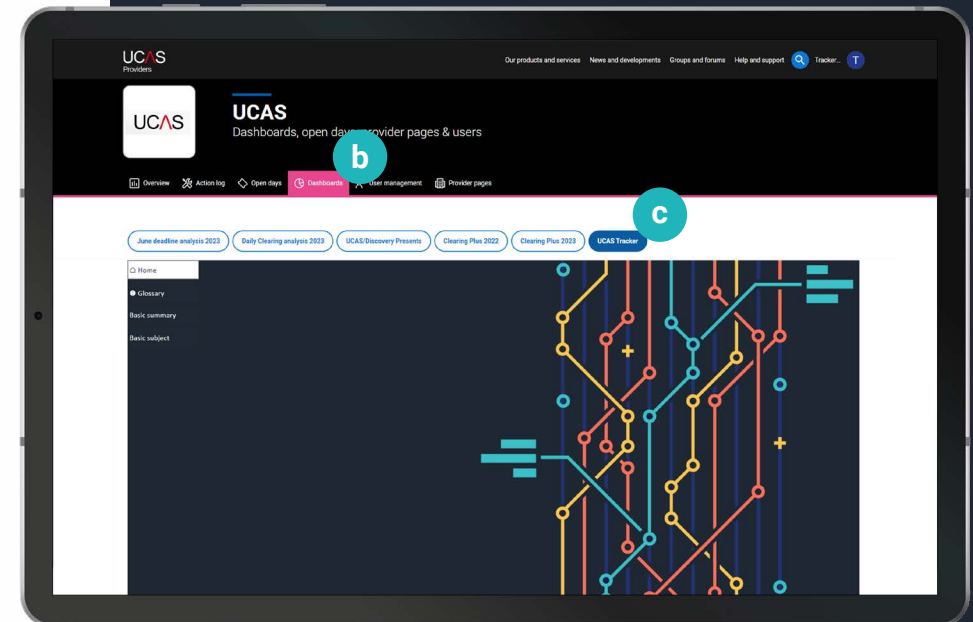 UCAS
Providers
Our products and services News and developments Groups and forums Help and support Tracker... T
UCAS
UCAS
Dashboards, open days, provider pages & users
b
Overview Action log Open days Dashboards User management Provider pages
c
June deadline analysis 2023 Daily Clearing analysis 2023 UCAS/Discovery Presents Clearing Plus 2022 Clearing Plus 2023 UCAS Tracker
Home
Glossary
Basic summary
Basic subject